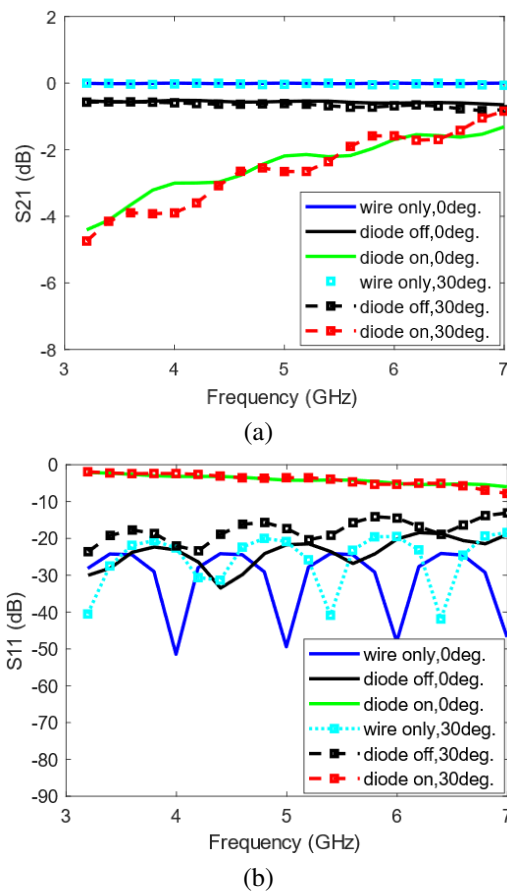 2
0
-2
-4
-6
-8
S21 (dB)
wire only,0deg.
diode off,0deg.
diode on,0deg.
wire only,30deg.
diode off,30deg.
diode on,30deg.
3 4 5 6 7
Frequency (GHz)
(a)
0
-10
-20
-30
-40
-50
-60
-70
-80
-90
S11 (dB)
wire only,0deg.
diode off,0deg.
diode on,0deg.
wire only,30deg.
diode off,30deg.
diode on,30deg.
3 4 5 6 7
Frequency (GHz)
(b)